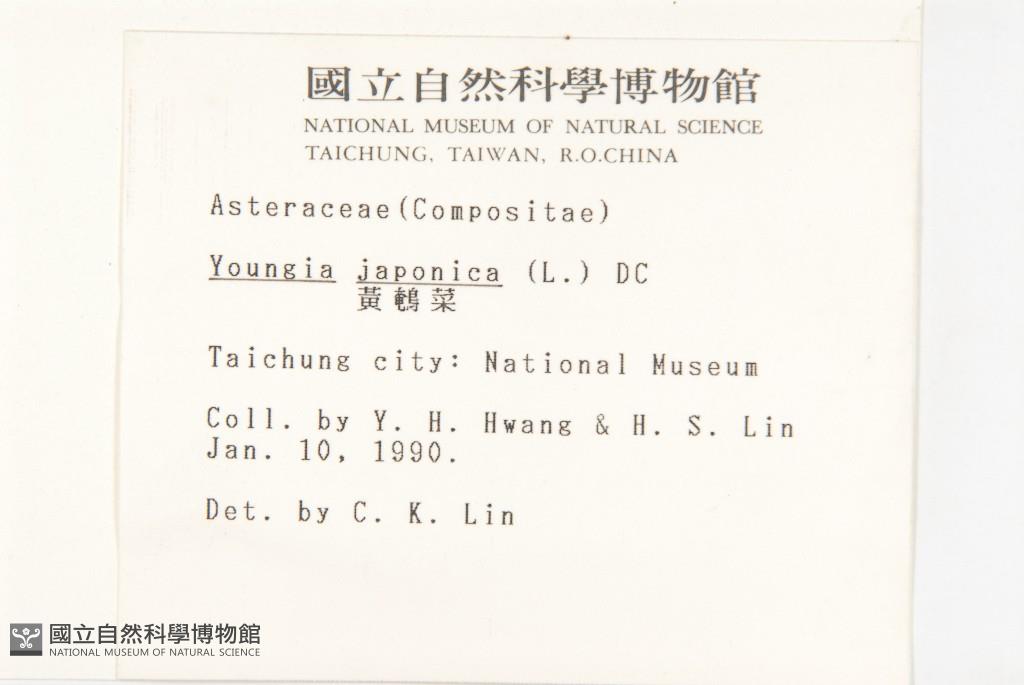 國立自然科學博物館
NATIONAL MUSEUM OF NATURAL SCIENCE
TAICHUNG, TAIWAN, R.O.CHINA
Asteraceae(Compositae)
Youngia japonica (L.) DC
黃鵪菜
Taichung city: National Museum
Coll. by Y. H. Hwang & H. S. Lin
Jan. 10, 1990.
Det. by C. K. Lin
國立自然科學博物館
NATIONAL MUSEUM OF NATURAL SCIENCE